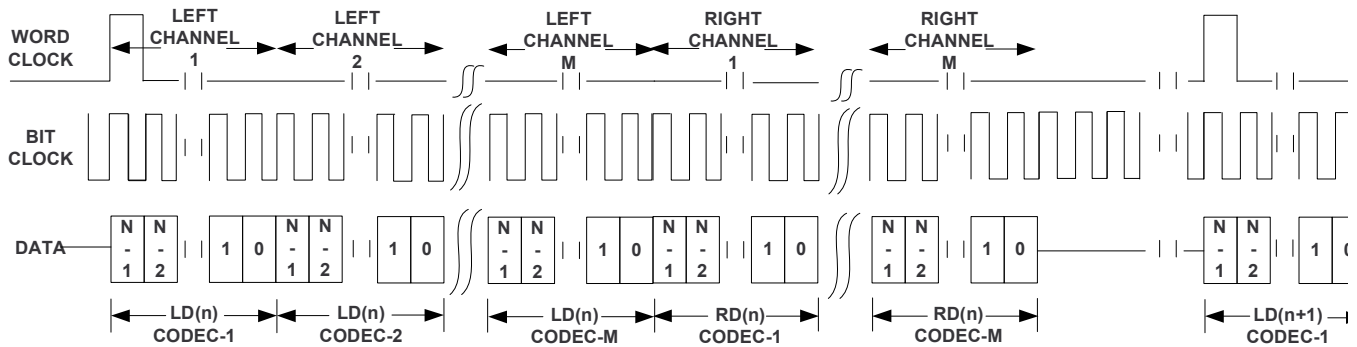 WORD CLOCK
LEFT CHANNEL 1
LEFT CHANNEL 2
LEFT CHANNEL M
RIGHT CHANNEL 1
RIGHT CHANNEL M
BIT CLOCK
DATA
N-1 N-2 1 0 N-1 N-2 1 0 N-1 N-2 1 0 N-1 N-2 1 0 N-1 N-2 1 0 N-1 N-2 1 0
LD(n) CODEC-1
LD(n) CODEC-2
LD(n) CODEC-M
RD(n) CODEC-1
RD(n) CODEC-M
LD(n+1) CODEC-1